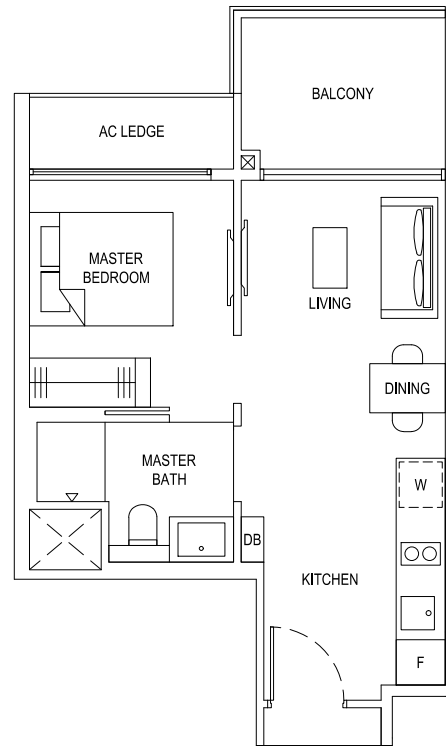 BALCONY
AC LEDGE
MASTER
BEDROOM
LIVING
DINING
MASTER
BATH
W
DB
KITCHEN
F